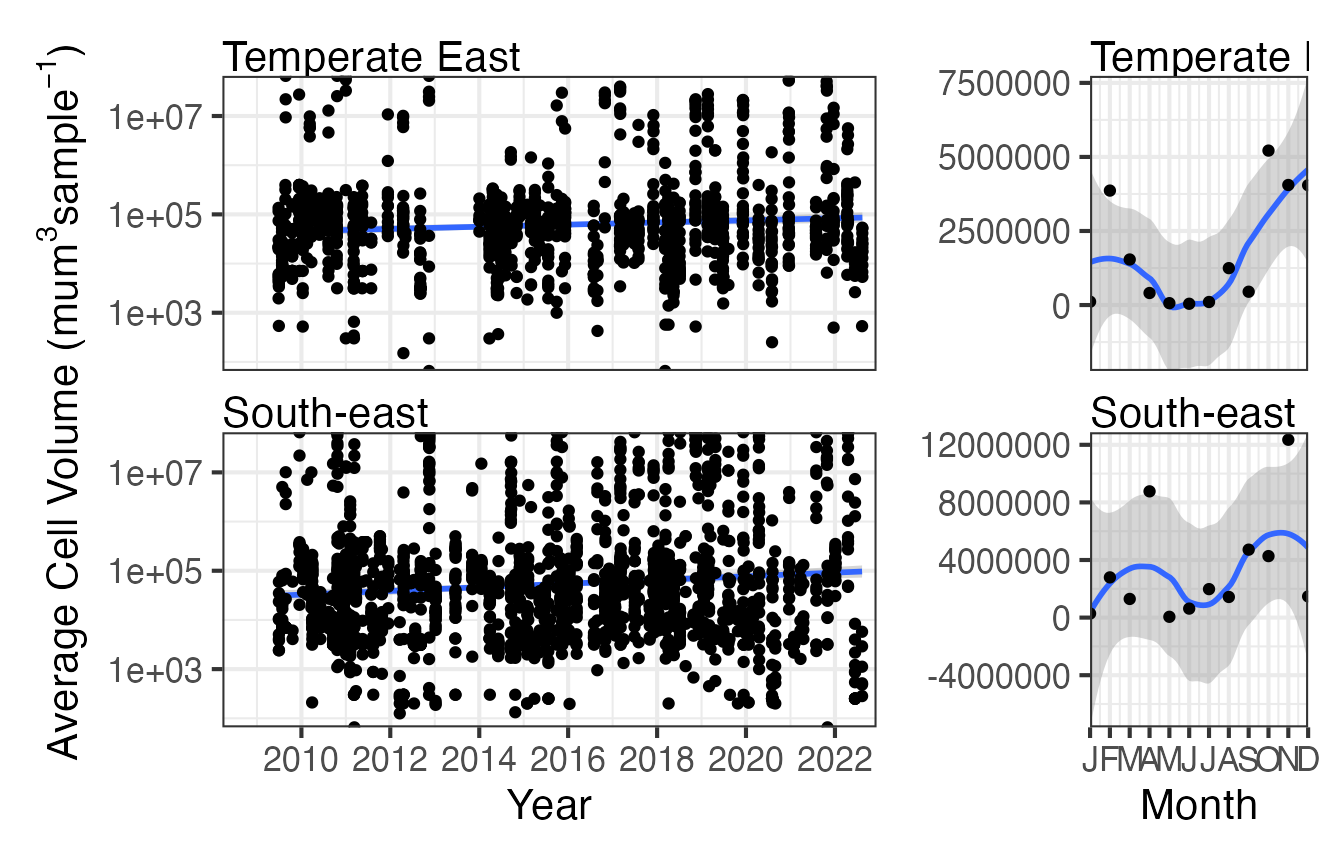 Temperate East
Temperate
1e+07
1e+05
1e+03
7500000
5000000
2500000
0
South-east
South-east
1e+07
1e+05
1e+03
12000000
8000000
4000000
0
-4000000
2010 2012 2014 2016 2018 2020 2022
JFMAMJJASOND
Year
Month
Average Cell Volume (mum³sample⁻¹)